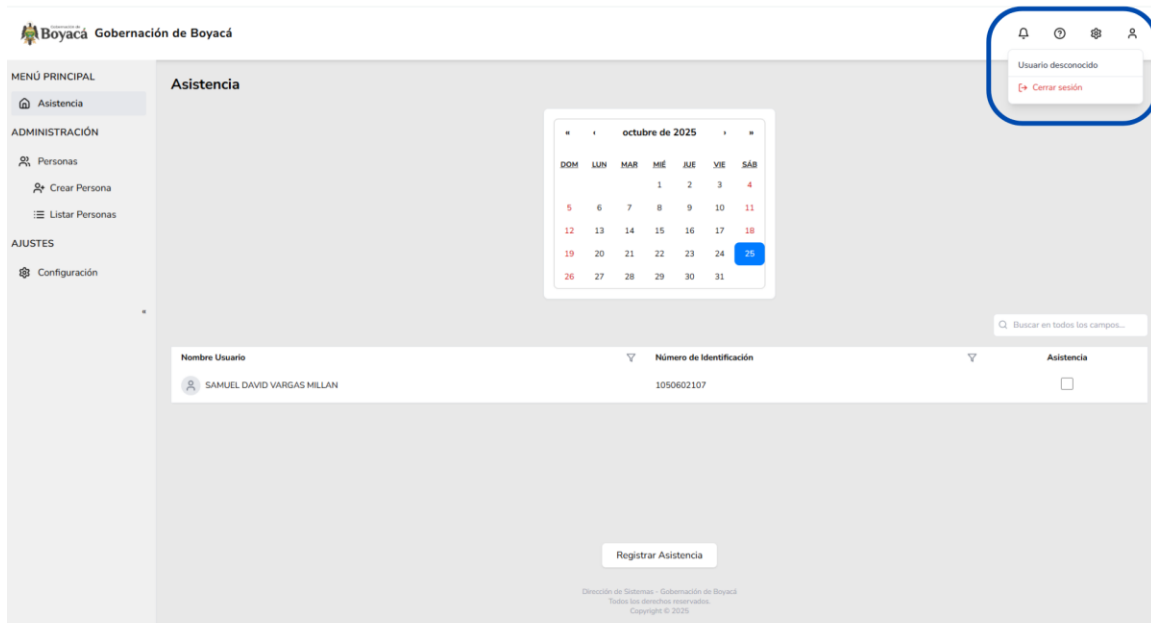 Gobernación de
Boyacá Gobernación de Boyacá
Usuario desconocido
Cerrar sesión
MENÚ PRINCIPAL
Asistencia
ADMINISTRACIÓN
Personas
Crear Persona
Listar Personas
AJUSTES
Configuración
«
Asistencia
« ‹ octubre de 2025 › »
DOM LUN MAR MIÉ JUE VIE SÁB
1 2 3 4
5 6 7 8 9 10 11
12 13 14 15 16 17 18
19 20 21 22 23 24 25
26 27 28 29 30 31
Buscar en todos los campos...
Nombre Usuario Número de Identificación Asistencia
SAMUEL DAVID VARGAS MILLAN 1050602107
Registrar Asistencia
Dirección de Sistemas - Gobernación de Boyacá
Todos los derechos reservados.
Copyright © 2025